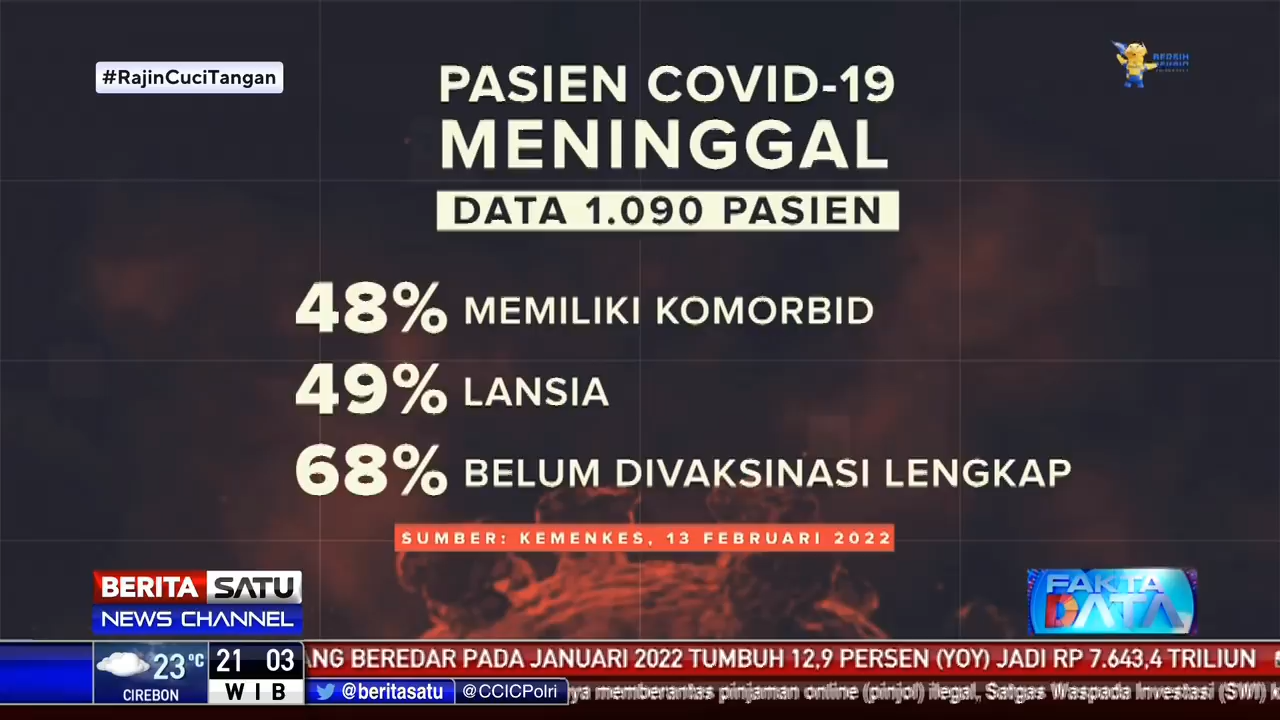 #RajinCuciTangan
PASIEN COVID-19
MENINGGAL
DATA 1.090 PASIEN
48% MEMILIKI KOMORBID
49% LANSIA
68% BELUM DIVAKSINASI LENGKAP
SUMBER: KEMENKES, 13 FEBRUARI 2022
BERITA SATU
NEWS CHANNEL
FAKTA
DATA
23°C
CIREBON
21 03
WIB
ANG BEREDAR PADA JANUARI 2022 TUMBUH 12,9 PERSEN (YOY) JADI RP 7.643,4 TRILIUN
@beritasatu @CCICPolri
ya memberantas pinjaman online (pinjol) ilegal, Satgas Waspada Investasi (SWI)